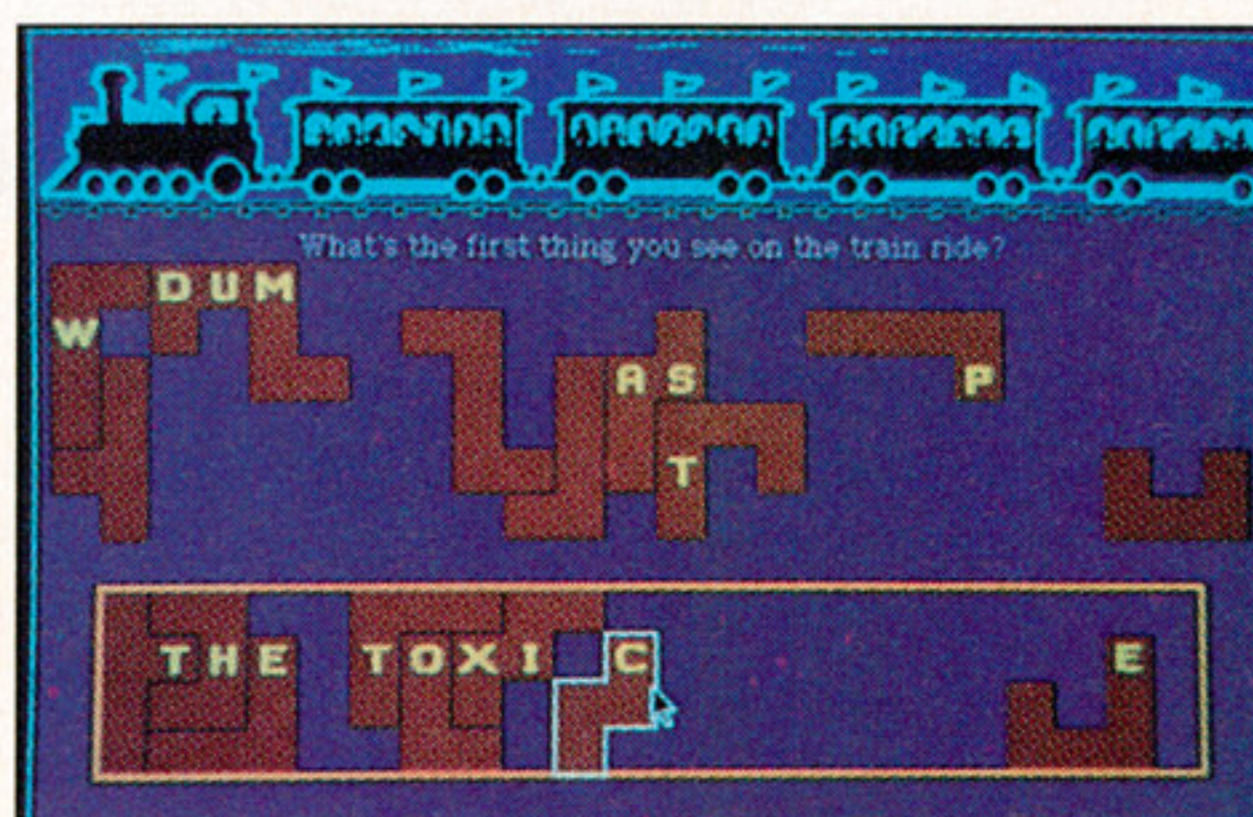 What's the first thing you see on the train ride?
DUM
W
AS
P
T
THE TOXIC
E